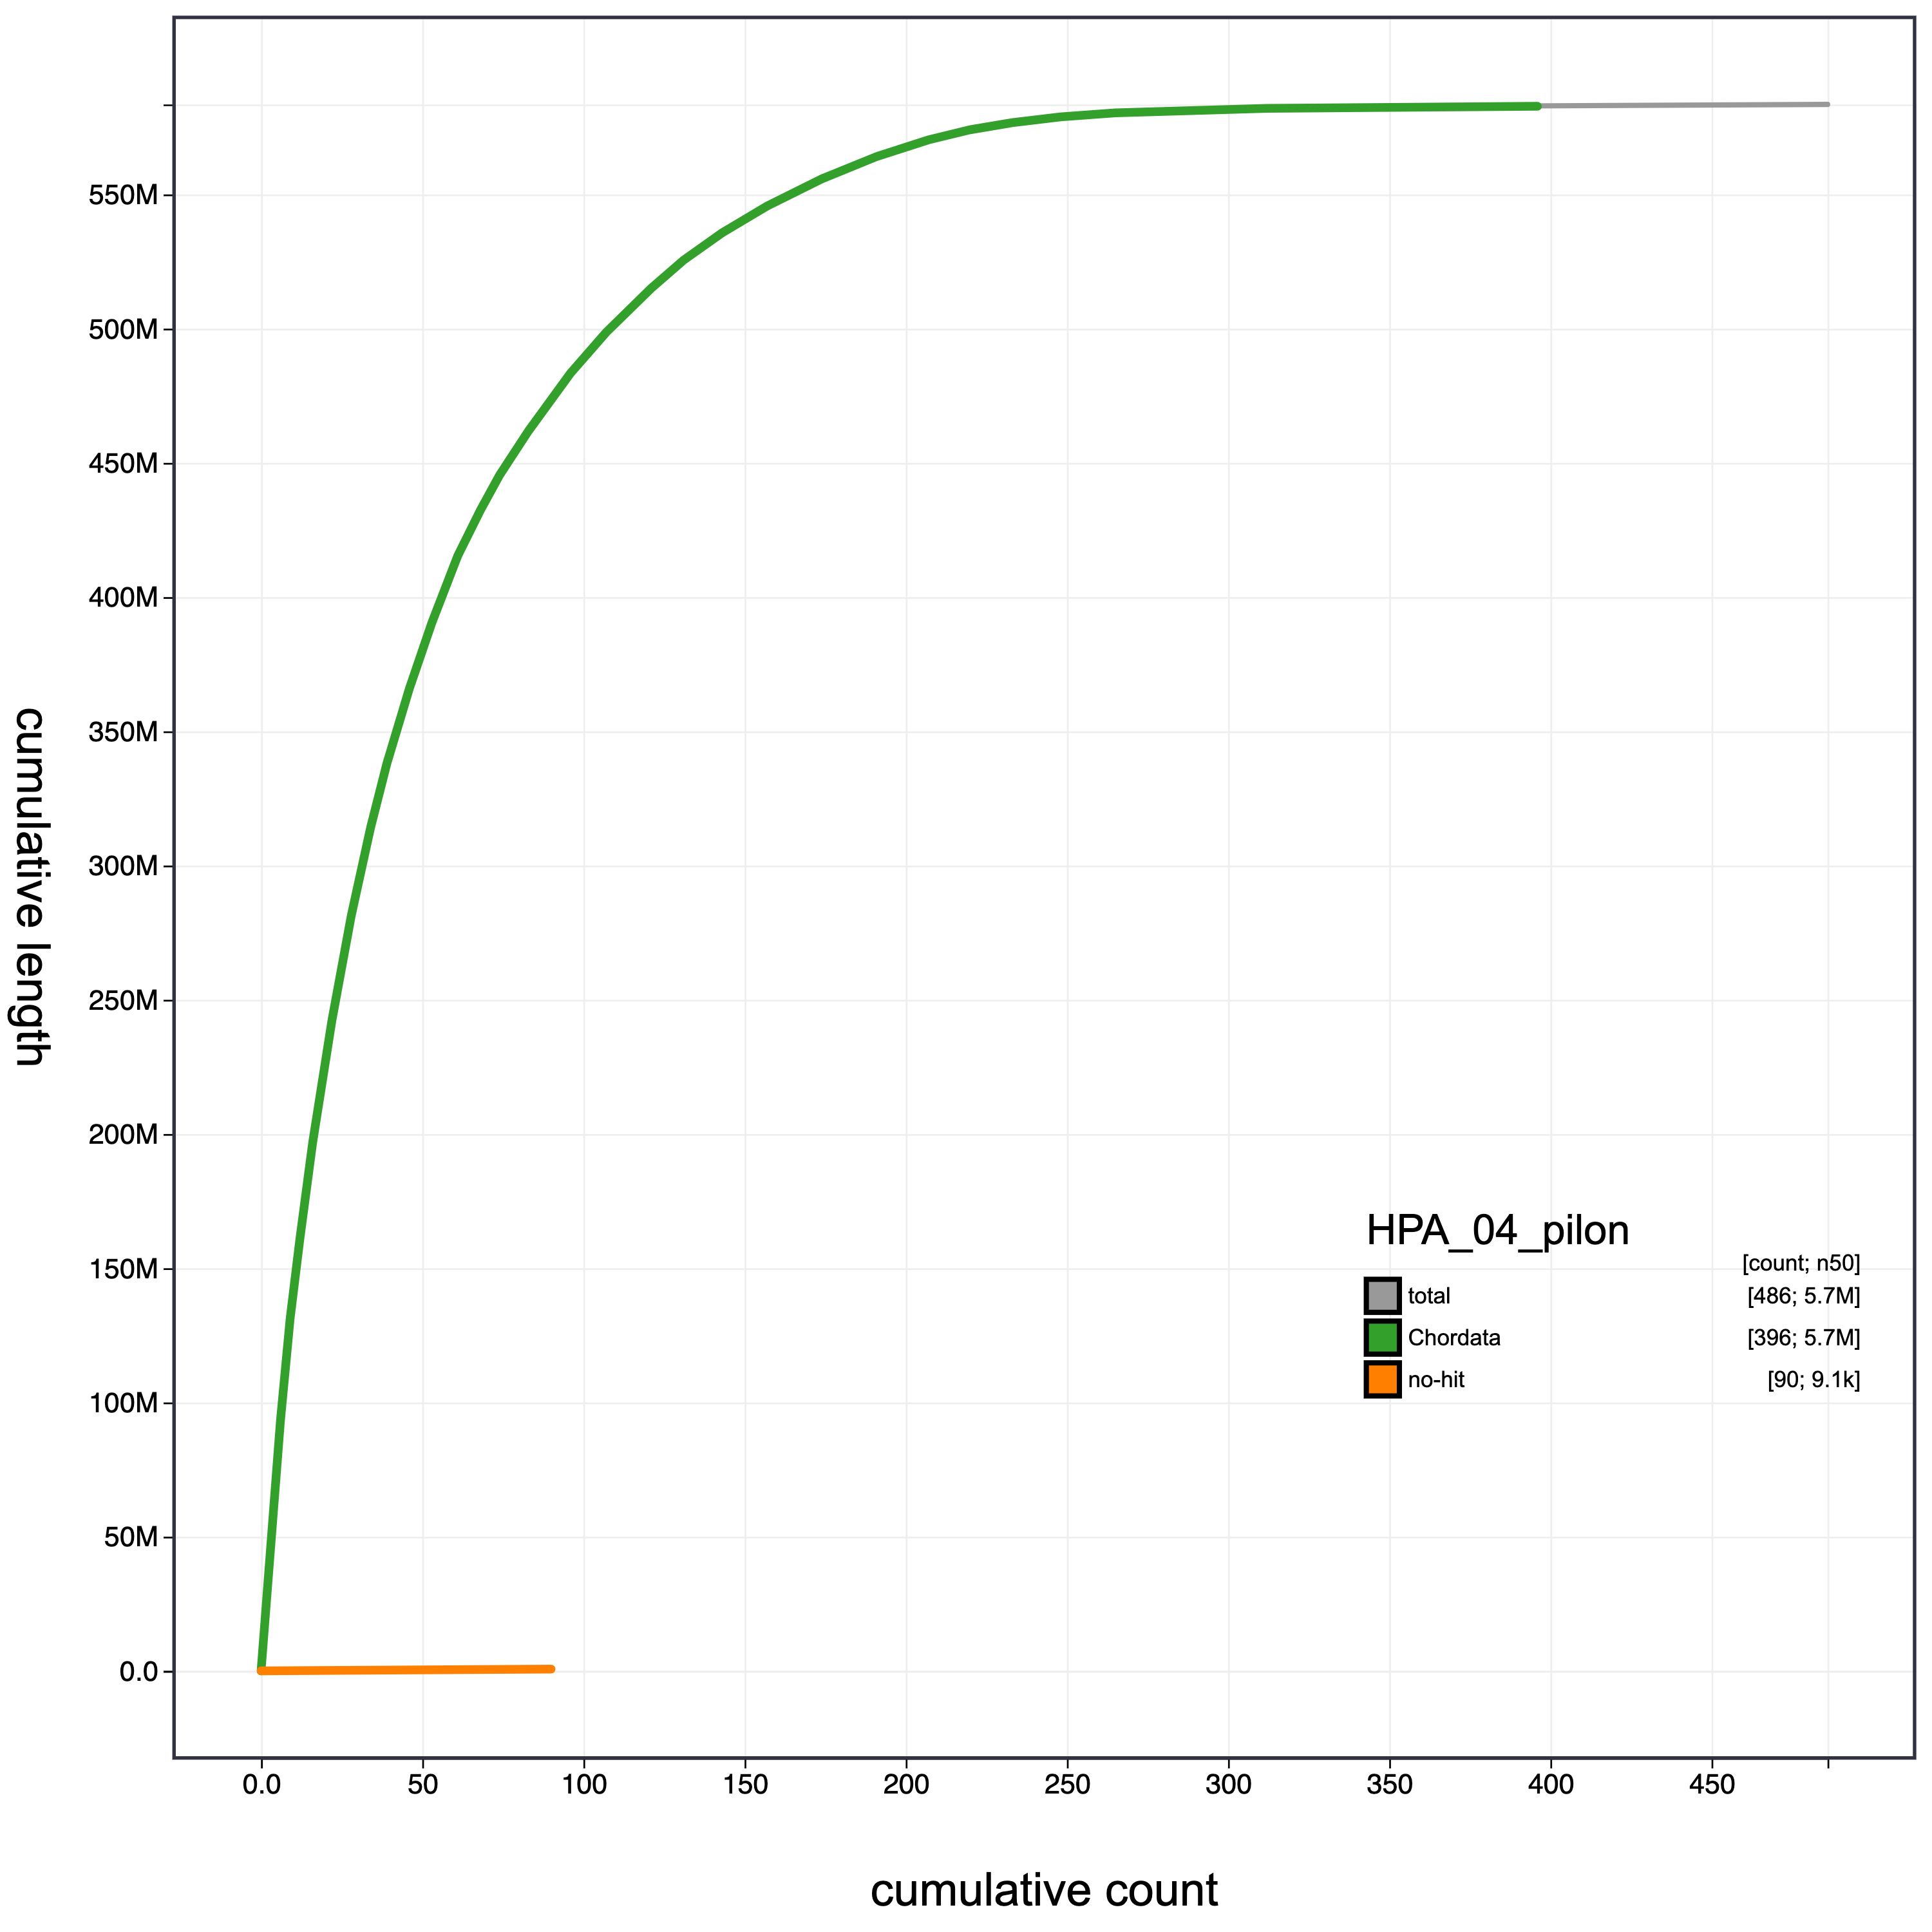 550M
500M
450M
400M
350M
300M
250M
200M
150M
100M
50M
0.0
cumulative length
HPA_04_pilon
[count; n50]
total [486; 5.7M]
Chordata [396; 5.7M]
no-hit [90; 9.1k]
0.0 50 100 150 200 250 300 350 400 450
cumulative count